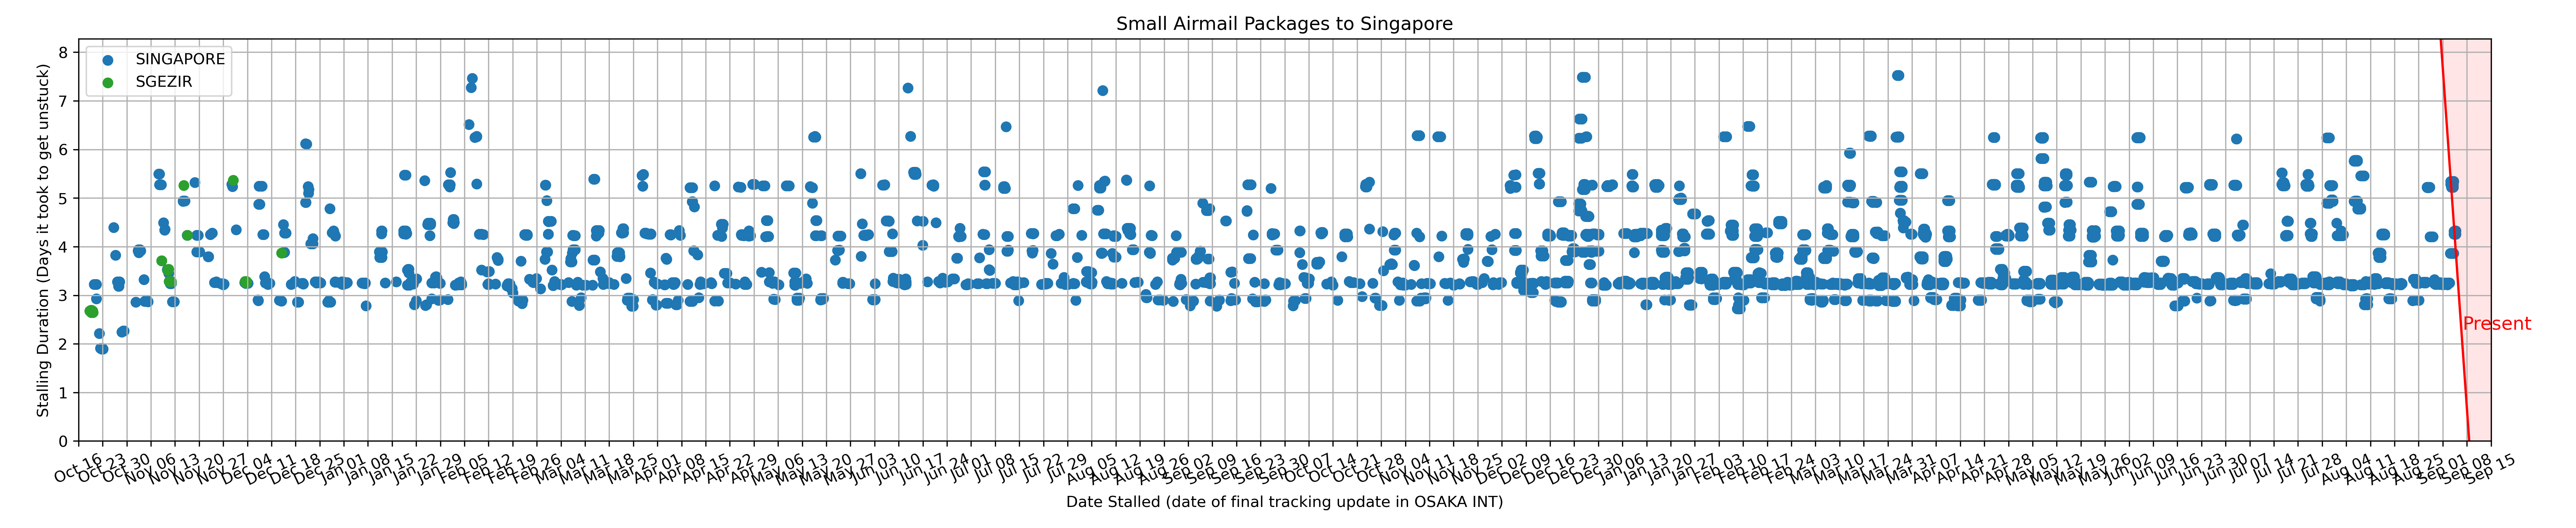 Small Airmail Packages to Singapore
Stalling Duration (Days it took to get unstuck)
8
7
6
5
4
3
2
1
0
SINGAPORE
SGEZIR
Present
Oct 16
Oct 23
Oct 30
Nov 06
Nov 13
Nov 20
Nov 27
Dec 04
Dec 11
Dec 18
Dec 25
Jan 01
Jan 08
Jan 15
Jan 22
Jan 29
Feb 05
Feb 12
Feb 19
Feb 26
Mar 04
Mar 11
Mar 18
Mar 25
Apr 01
Apr 08
Apr 15
Apr 22
Apr 29
May 06
May 13
May 20
May 27
Jun 03
Jun 10
Jun 17
Jun 24
Jul 01
Jul 08
Jul 15
Jul 22
Jul 29
Aug 05
Aug 12
Aug 19
Aug 26
Sep 02
Sep 09
Sep 16
Sep 23
Sep 30
Oct 07
Oct 14
Oct 21
Oct 28
Nov 04
Nov 11
Nov 18
Nov 25
Dec 02
Dec 09
Dec 16
Dec 23
Dec 30
Jan 06
Jan 13
Jan 20
Jan 27
Feb 03
Feb 10
Feb 17
Feb 24
Mar 03
Mar 10
Mar 17
Mar 24
Mar 31
Apr 07
Apr 14
Apr 21
Apr 28
May 05
May 12
May 19
May 26
Jun 02
Jun 09
Jun 16
Jun 23
Jun 30
Jul 07
Jul 14
Jul 21
Jul 28
Aug 04
Aug 11
Aug 18
Aug 25
Sep 01
Sep 08
Sep 15
Date Stalled (date of final tracking update in OSAKA INT)